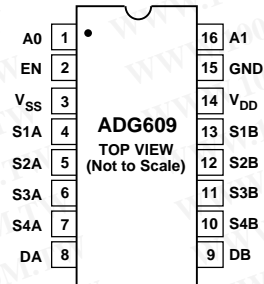 A0 1 16 A1
EN 2 15 GND
VSS 3 14 VDD
S1A 4 ADG609 13 S1B
TOP VIEW
S2A 5 (Not to Scale) 12 S2B
S3A 6 11 S3B
S4A 7 10 S4B
DA 8 9 DB